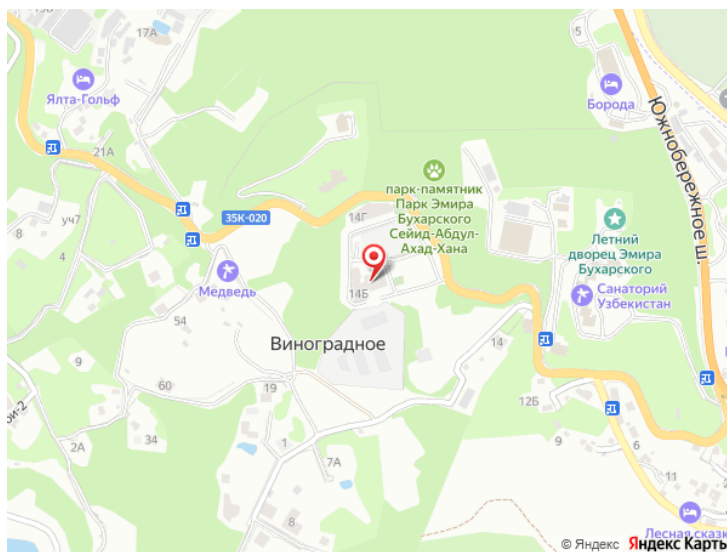 17А
Ялта-Гольф
21А
35К-020
уч7
8
4
Медведь
14Г
14Б
парк-памятник
Парк Эмира
Бухарского
Сейид-Абдул-
Ахад-Хана
Борода
Южнобережное ш.
Летний
дворец Эмира
Бухарского
Санаторий
Узбекистан
Виноградное
54
9
60
19
34
2А
1
7А
8
14
12Б
9
6
11
2
Лесная сказк
© Яндекс Яндекс Карты